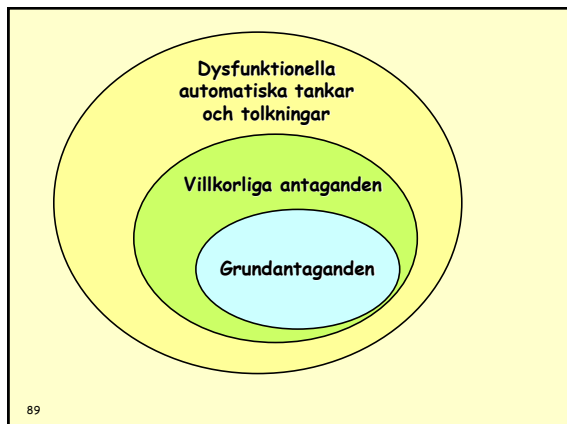 Dysfunktionella
automatiska tankar
och tolkningar
Villkorliga antaganden
Grundantaganden
89